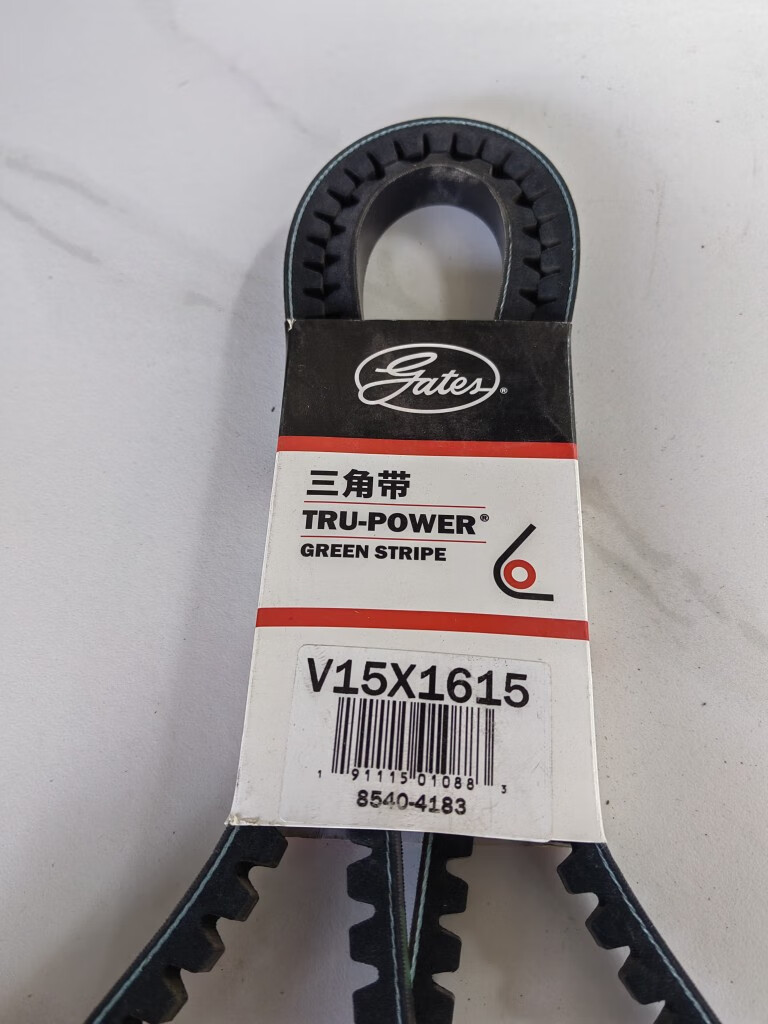 Gates®
三角带
TRU-POWER®
GREEN STRIPE
V15X1615
1 91115 01088 3
8540-4183